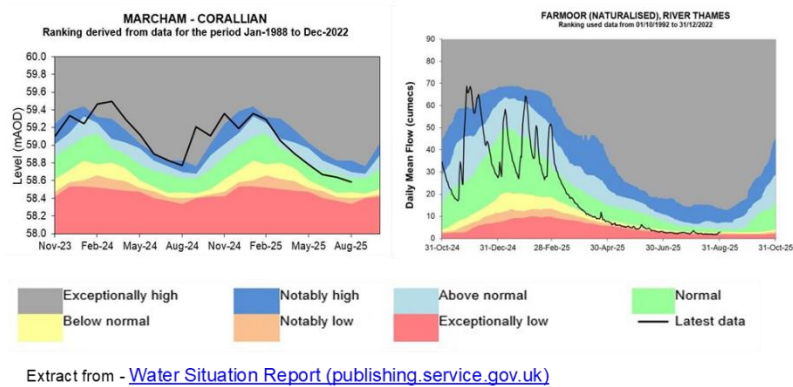 MARCHAM - CORALLIAN
Ranking derived from data for the period Jan-1988 to Dec-2022
60.0
59.8
59.6
59.4
59.2
59.0
58.8
58.6
58.4
58.2
58.0
Level (mAOD)
Nov-23 Feb-24 May-24 Aug-24 Nov-24 Feb-25 May-25 Aug-25
FARMOOR (NATURALISED), RIVER THAMES
Ranking used data from 01/10/1992 to 31/12/2022
90
80
70
60
50
40
30
20
10
0
Daily Mean Flow (cumecs)
31-Oct-24 31-Dec-24 28-Feb-25 30-Apr-25 30-Jun-25 31-Aug-25 31-Oct-25
Exceptionally high Notably high Above normal Normal
Below normal Notably low Exceptionally low Latest data
Extract from - Water Situation Report (publishing.service.gov.uk)